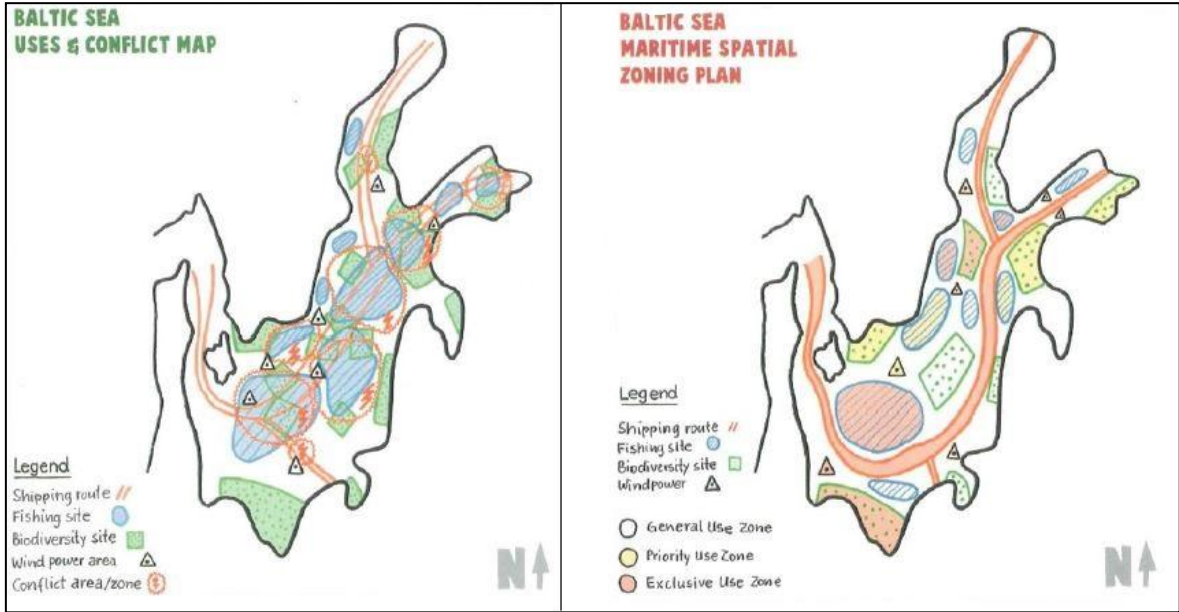 BALTIC SEA
USES & CONFLICT MAP
Legend
Shipping route
Fishing site
Biodiversity site
Wind power area
Conflict area/zone
N
BALTIC SEA
MARITIME SPATIAL
ZONING PLAN
Legend
Shipping route
Fishing site
Biodiversity site
Windpower
General Use Zone
Priority Use Zone
Exclusive Use Zone
N